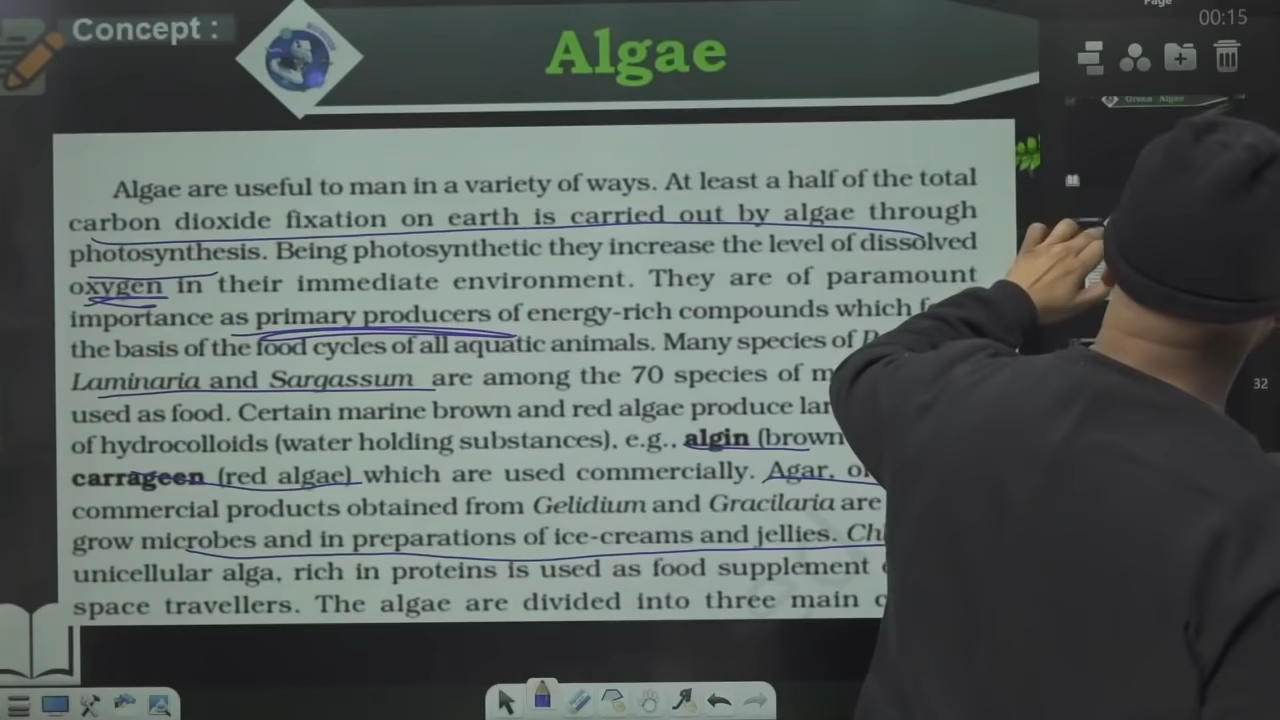 Page
00:15
Concept :
Algae
Green Algae
Algae are useful to man in a variety of ways. At least a half of the total
carbon dioxide fixation on earth is carried out by algae through
photosynthesis. Being photosynthetic they increase the level of dissolved
oxygen in their immediate environment. They are of paramount
importance as primary producers of energy-rich compounds which
the basis of the food cycles of all aquatic animals. Many species of
Laminaria and Sargassum are among the 70 species of
used as food. Certain marine brown and red algae produce
of hydrocolloids (water holding substances), e.g., algin (brown
carrageen (red algae) which are used commercially. Agar,
commercial products obtained from Gelidium and Gracilaria are
grow microbes and in preparations of ice-creams and jellies.
unicellular alga, rich in proteins is used as food supplement
space travellers. The algae are divided into three main
32